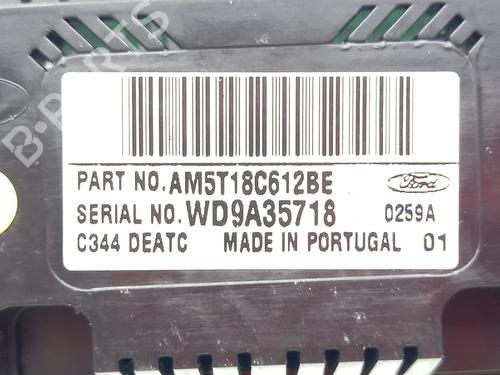 B-PARTS
PART NO. AM5T18C612BE
Ford
SERIAL NO. WD9A35718 0259A
C344 DEATC MADE IN PORTUGAL 01